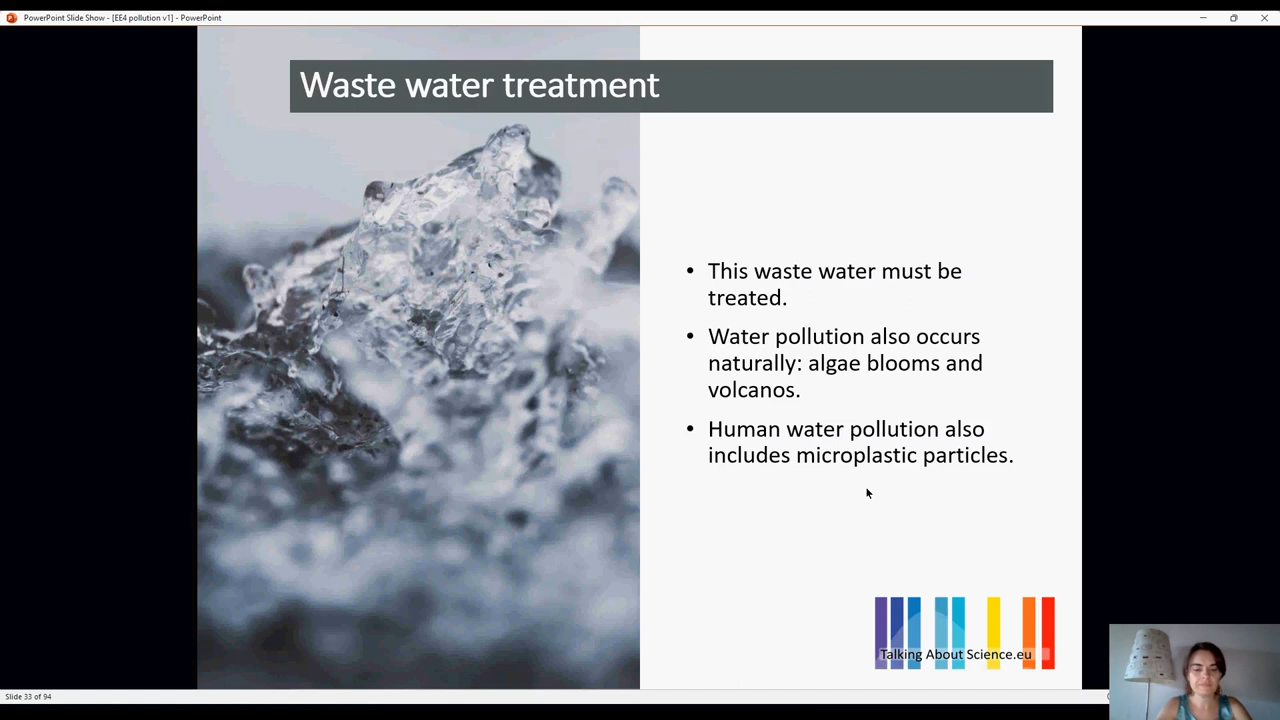 PowerPoint Slide Show - [EE4 pollution v1] - PowerPoint
Waste water treatment
• This waste water must be
treated.
• Water pollution also occurs
naturally: algae blooms and
volcanos.
• Human water pollution also
includes microplastic particles.
Talking About Science.eu
Slide 33 of 94